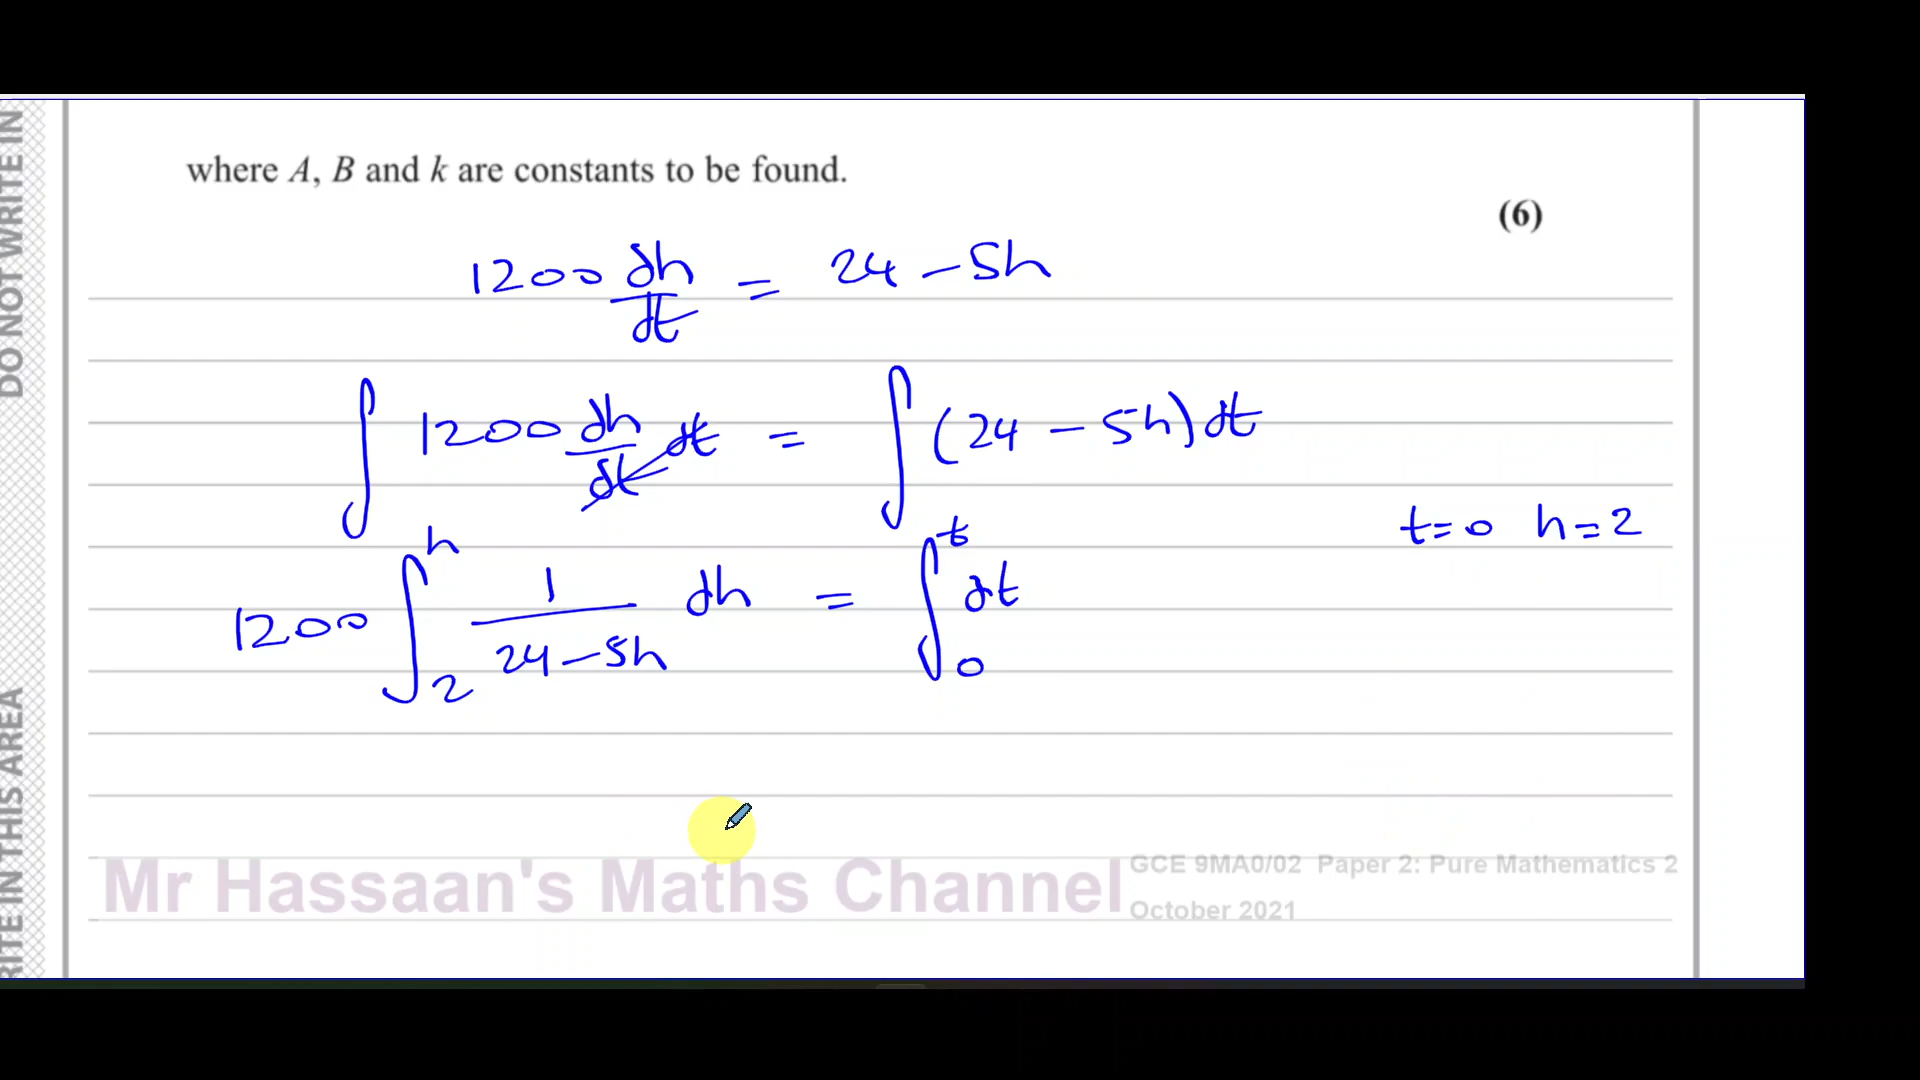 where A, B and k are constants to be found.
(6)
1200 dh/dt = 24 - 5h
∫ 1200 dh/dt dt = ∫ (24 - 5h) dt
t=0 h=2
1200 ∫₂ʰ 1/(24-5h) dh = ∫₀ᵗ dt
Mr Hassaan's Maths Channel
GCE 9MA0/02 Paper 2: Pure Mathematics 2
October 2021
DO NOT WRITE IN
RITE IN THIS AREA